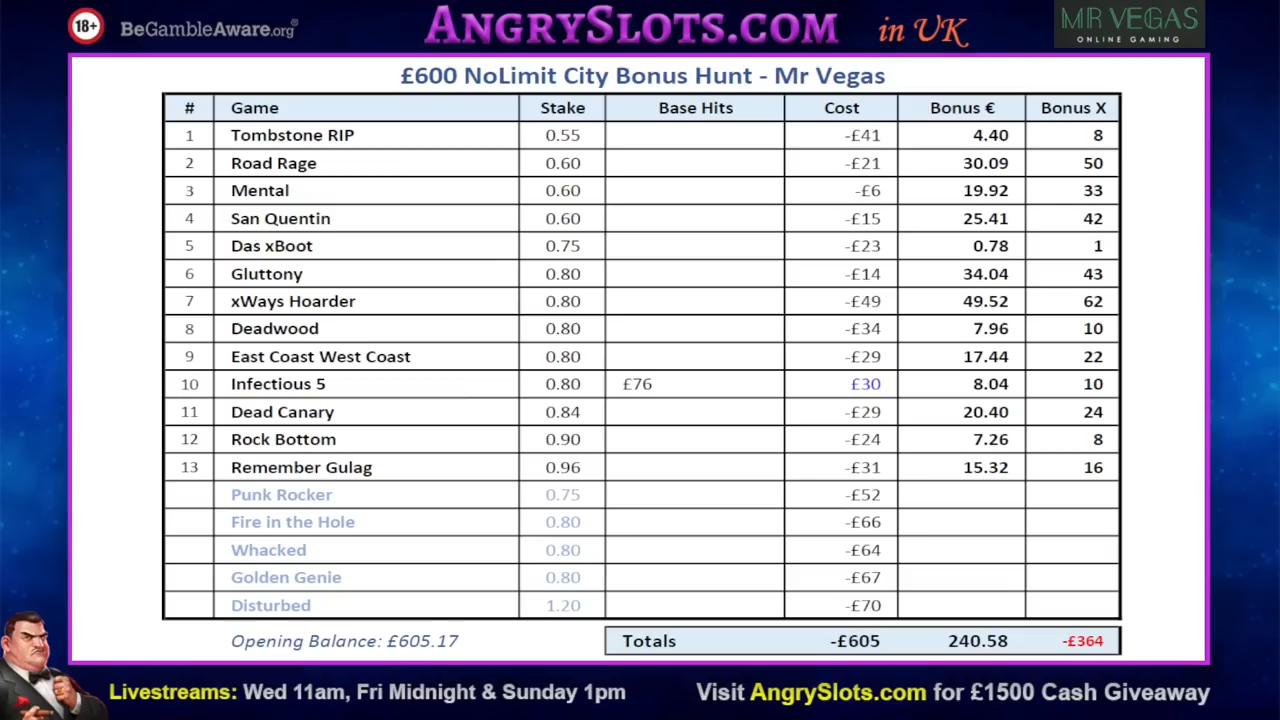 18+ BeGambleAware.org® ANGRYSLOTS.COM in UK MR VEGAS
ONLINE GAMING
£600 NoLimit City Bonus Hunt - Mr Vegas
# Game Stake Base Hits Cost Bonus € Bonus X
1 Tombstone RIP 0.55 -£41 4.40 8
2 Road Rage 0.60 -£21 30.09 50
3 Mental 0.60 -£6 19.92 33
4 San Quentin 0.60 -£15 25.41 42
5 Das xBoot 0.75 -£23 0.78 1
6 Gluttony 0.80 -£14 34.04 43
7 xWays Hoarder 0.80 -£49 49.52 62
8 Deadwood 0.80 -£34 7.96 10
9 East Coast West Coast 0.80 -£29 17.44 22
10 Infectious 5 0.80 £76 £30 8.04 10
11 Dead Canary 0.84 -£29 20.40 24
12 Rock Bottom 0.90 -£24 7.26 8
13 Remember Gulag 0.96 -£31 15.32 16
Punk Rocker 0.75 -£52
Fire in the Hole 0.80 -£66
Whacked 0.80 -£64
Golden Genie 0.80 -£67
Disturbed 1.20 -£70
Opening Balance: £605.17 Totals -£605 240.58 -£364
Livestreams: Wed 11am, Fri Midnight & Sunday 1pm Visit AngrySlots.com for £1500 Cash Giveaway